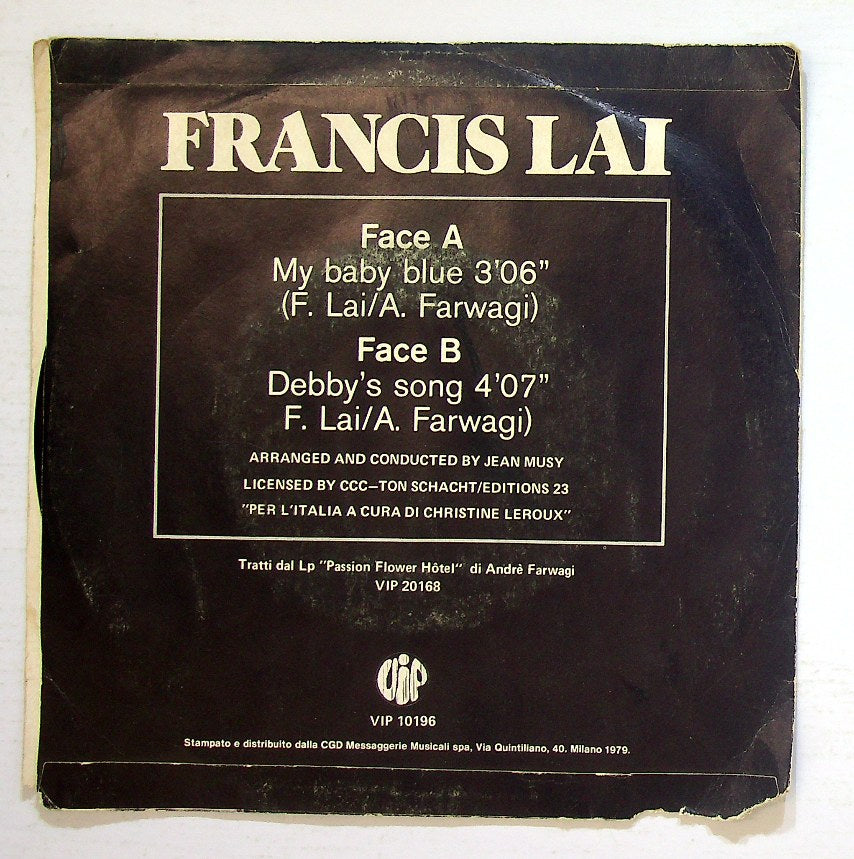 FRANCIS LAI
Face A
My baby blue 3'06"
(F. Lai/A. Farwagi)
Face B
Debby's song 4'07"
F. Lai/A. Farwagi)
ARRANGED AND CONDUCTED BY JEAN MUSY
LICENSED BY CCC—TON SCHACHT/EDITIONS 23
"PER L'ITALIA A CURA DI CHRISTINE LEROUX"
Tratti dal Lp "Passion Flower Hôtel" di Andrè Farwagi
VIP 20168
ViP
VIP 10196
Stampato e distribuito dalla CGD Messaggerie Musicali spa, Via Quintiliano, 40. Milano 1979.